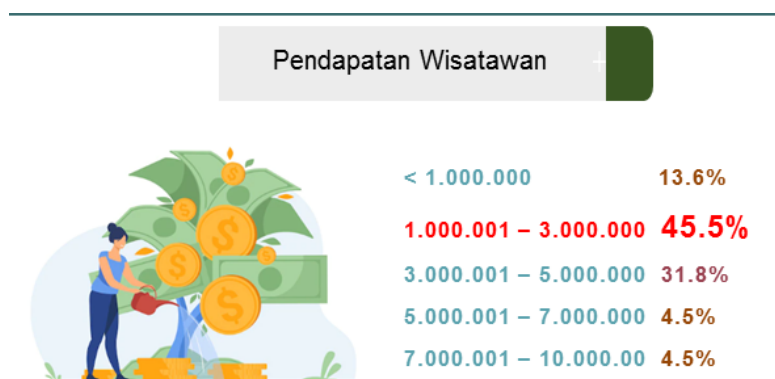 Pendapatan Wisatawan
< 1.000.000 13.6%
1.000.001 – 3.000.000 45.5%
3.000.001 – 5.000.000 31.8%
5.000.001 – 7.000.000 4.5%
7.000.001 – 10.000.00 4.5%